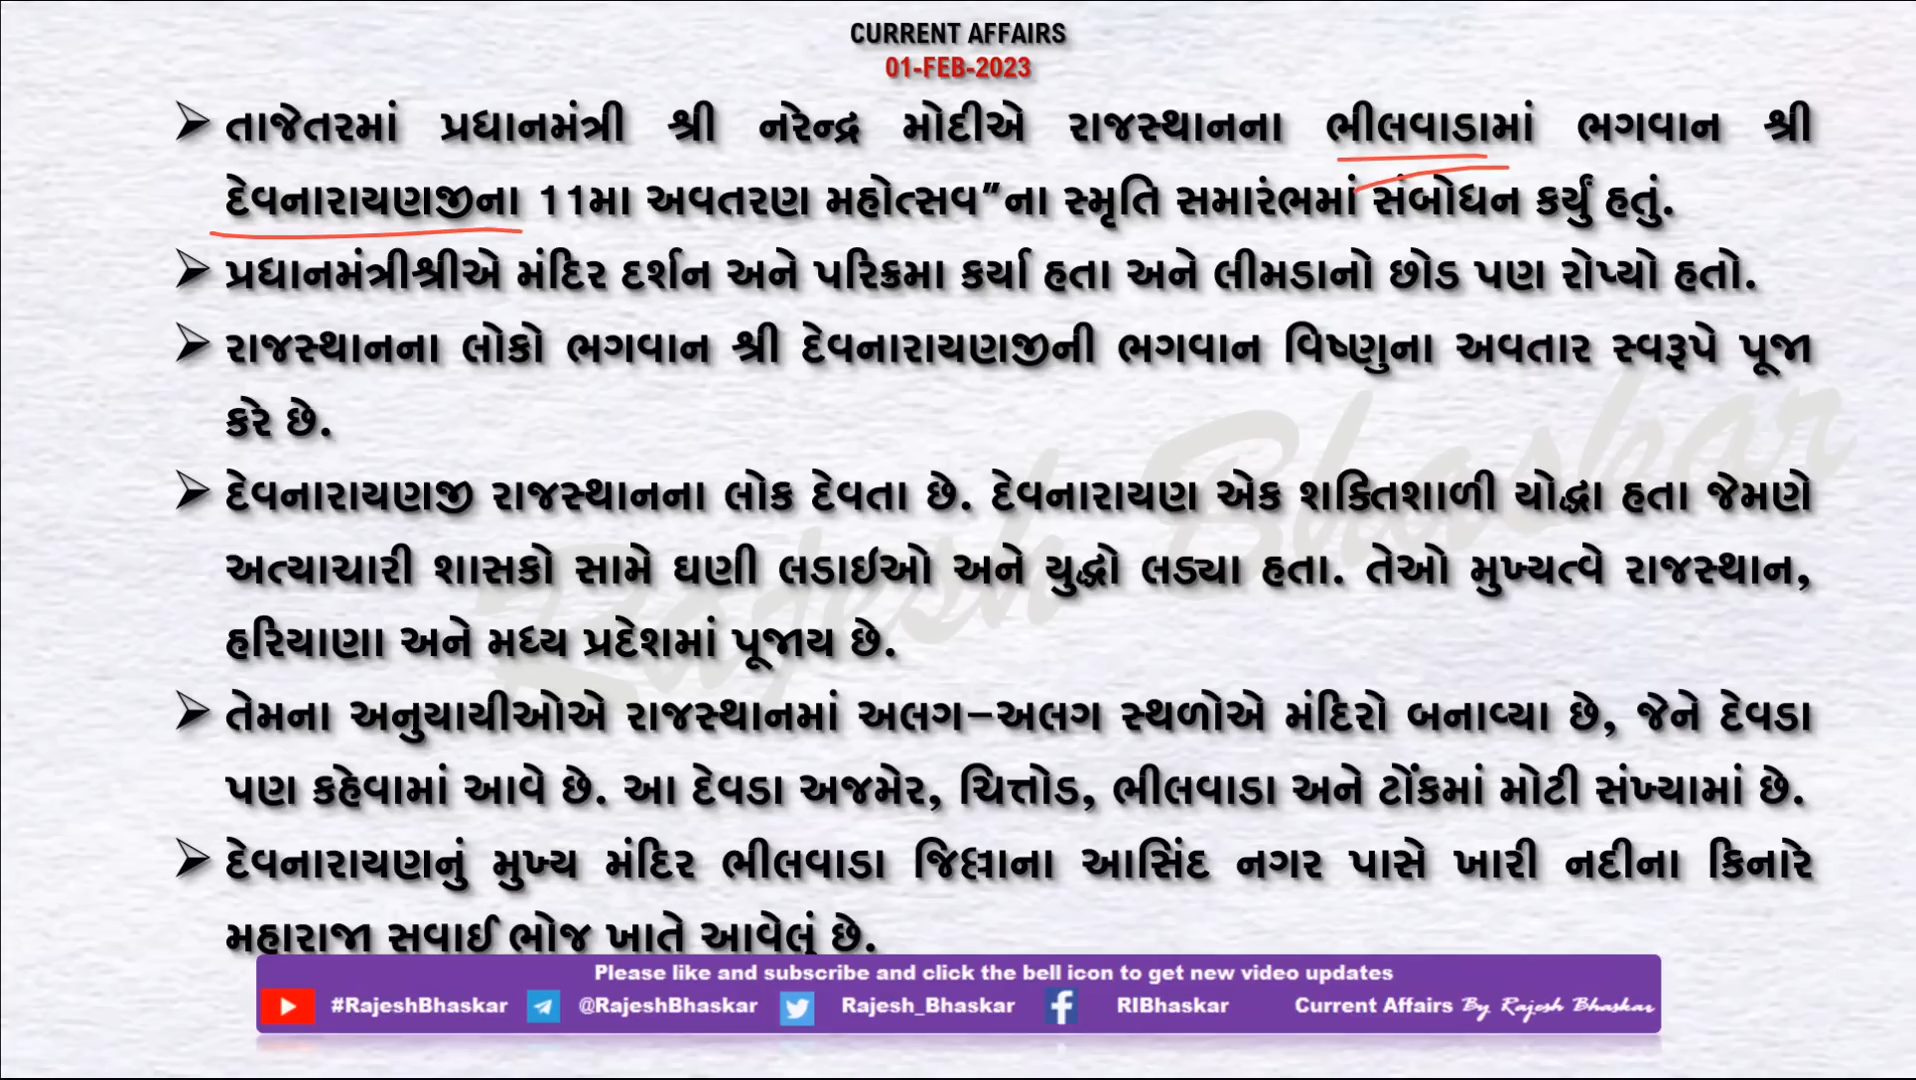 CURRENT AFFAIRS
01-FEB-2023
➢ તાજેતરમાં પ્રધાનમંત્રી શ્રી નરેન્દ્ર મોદીએ રાજસ્થાનના ભીલવાડામાં ભગવાન શ્રી
દેવનારાયણજીના 11મા અવતરણ મહોત્સવ”ના સ્મૃતિ સમારંભમાં સંબોધન કર્યું હતું.
➢ પ્રધાનમંત્રીશ્રીએ મંદિર દર્શન અને પરિક્રમા કર્યા હતા અને લીમડાનો છોડ પણ રોપ્યો હતો.
➢ રાજસ્થાનના લોકો ભગવાન શ્રી દેવનારાયણજીની ભગવાન વિષ્ણુના અવતાર સ્વરૂપે પૂજા
કરે છે.
➢ દેવનારાયણજી રાજસ્થાનના લોક દેવતા છે. દેવનારાયણ એક શક્તિશાળી યોદ્ધા હતા જેમણે
અત્યાચારી શાસકો સામે ઘણી લડાઈઓ અને યુદ્ધો લડ્યા હતા. તેઓ મુખ્યત્વે રાજસ્થાન,
હરિયાણા અને મધ્ય પ્રદેશમાં પૂજાય છે.
➢ તેમના અનુયાયીઓએ રાજસ્થાનમાં અલગ–અલગ સ્થળોએ મંદિરો બનાવ્યા છે, જેને દેવડા
પણ કહેવામાં આવે છે. આ દેવડા અજમેર, ચિત્તોડ, ભીલવાડા અને ટોંકમાં મોટી સંખ્યામાં છે.
➢ દેવનારાયણનું મુખ્ય મંદિર ભીલવાડા જિલ્લાના આસિંદ નગર પાસે ખારી નદીના કિનારે
મહારાજા સવાઈ ભોજ ખાતે આવેલું છે.
Rajesh Bhaskar
Please like and subscribe and click the bell icon to get new video updates
#RajeshBhaskar @RajeshBhaskar Rajesh_Bhaskar RIBhaskar Current Affairs By Rajesh Bhaskar